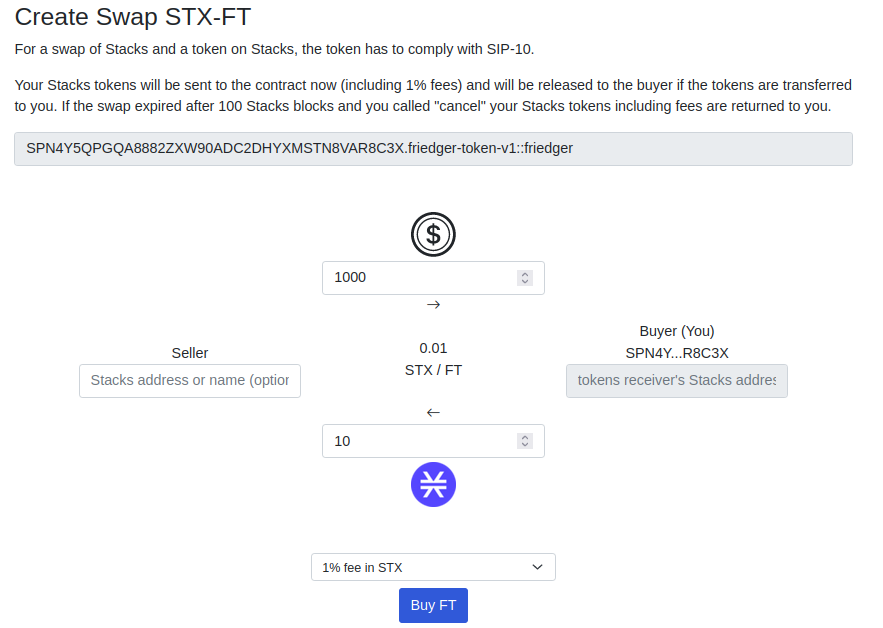 Create Swap STX-FT
For a swap of Stacks and a token on Stacks, the token has to comply with SIP-10.
Your Stacks tokens will be sent to the contract now (including 1% fees) and will be released to the buyer if the tokens are transferred
to you. If the swap expired after 100 Stacks blocks and you called "cancel" your Stacks tokens including fees are returned to you.
SPN4Y5QPGQA8882ZXW90ADC2DHYXMSTN8VAR8C3X.friedger-token-v1::friedger
$
1000
→
Seller
Stacks address or name (option
0.01
STX / FT
Buyer (You)
SPN4Y...R8C3X
tokens receiver's Stacks addres
←
10
1% fee in STX
Buy FT